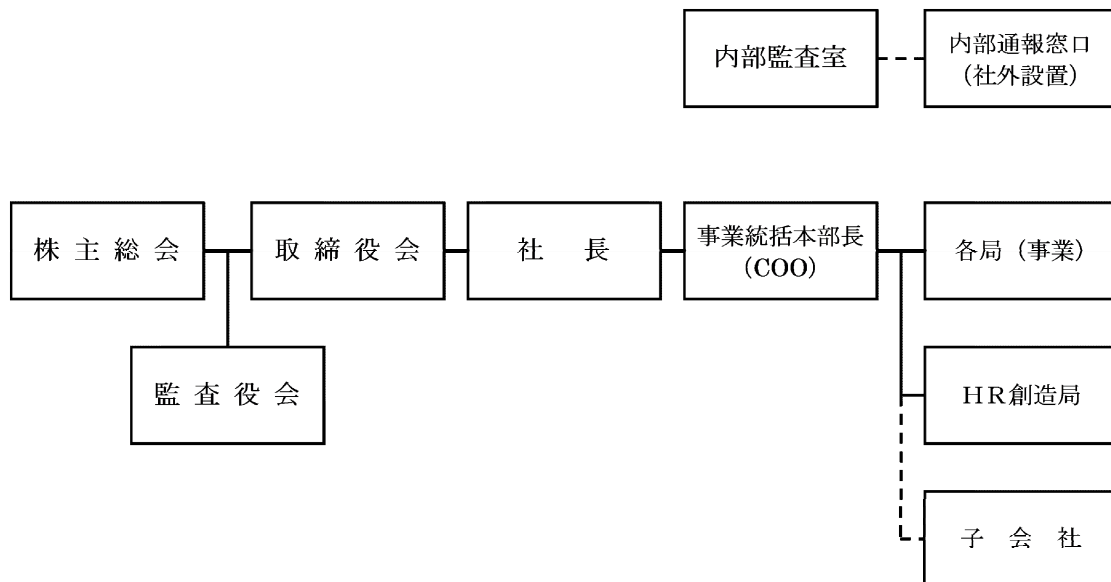 内部監査室
内部通報窓口
（社外設置）
株主総会
取締役会
社長
事業統括本部長
（COO）
各局（事業）
監査役会
ＨＲ創造局
子会社